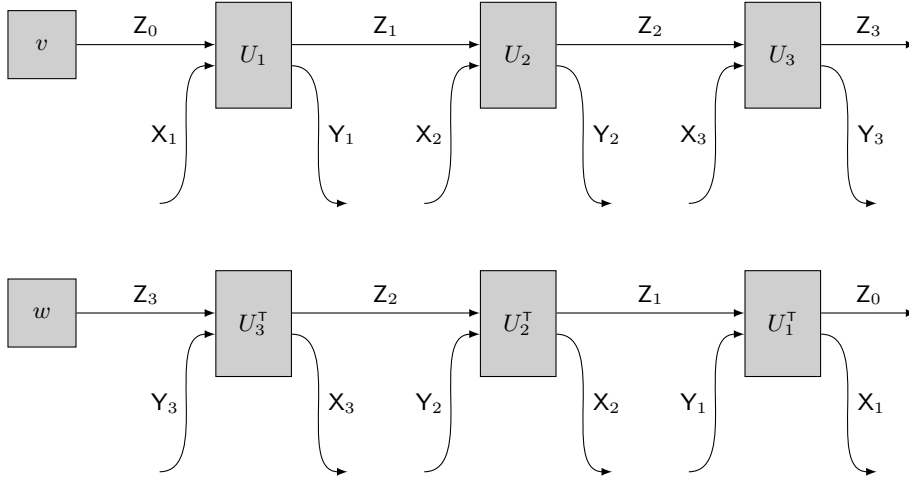 Z₀ Z₁ Z₂ Z₃
v U₁ U₂ U₃
X₁ Y₁ X₂ Y₂ X₃ Y₃
Z₃ Z₂ Z₁ Z₀
w U₃ᵀ U₂ᵀ U₁ᵀ
Y₃ X₃ Y₂ X₂ Y₁ X₁